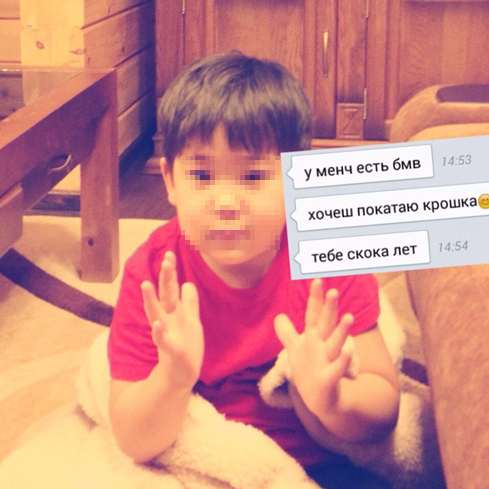 у менч есть бмв 14:53
хочеш покатаю крошка😊
тебе скока лет 14:54